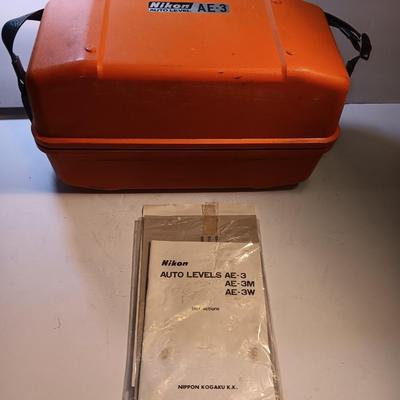 Nikon
AUTO LEVEL AE-3
Nikon
AUTO LEVELS AE-3
AE-3M
AE-3W
Instructions
NIPPON KOGAKU K.K.